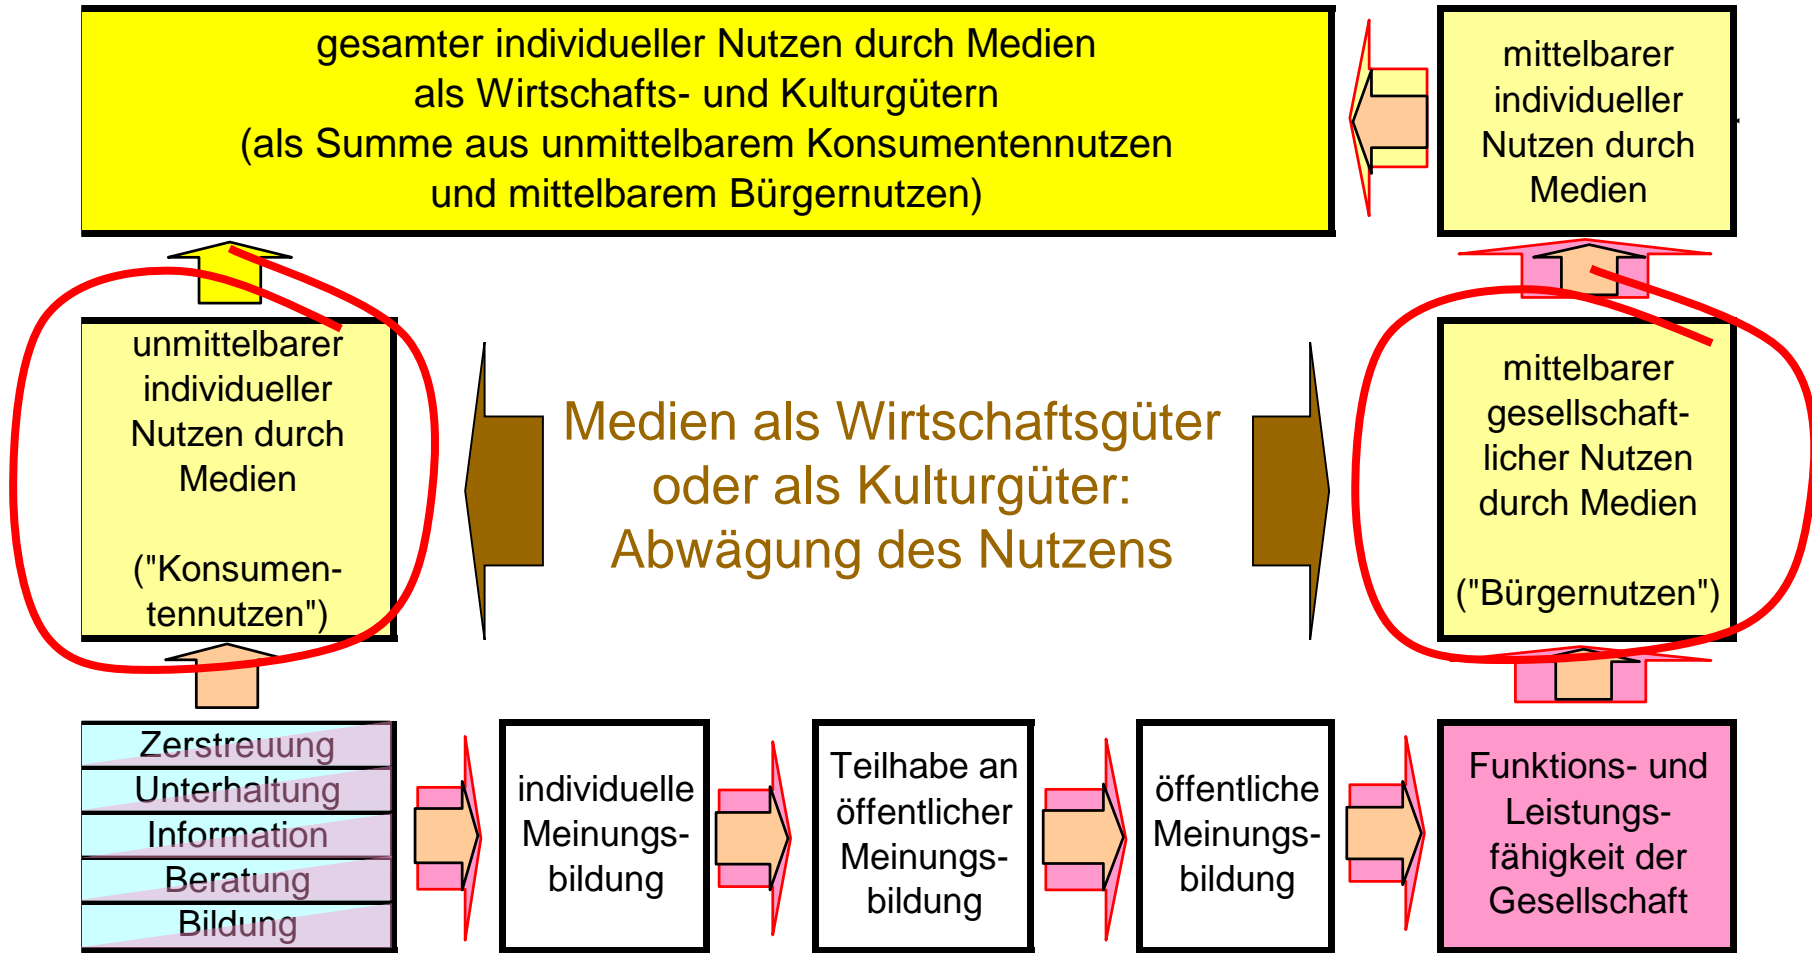 gesamter individueller Nutzen durch Medien
als Wirtschafts- und Kulturgütern
(als Summe aus unmittelbarem Konsumentennutzen
und mittelbarem Bürgernutzen)
mittelbarer
individueller
Nutzen durch
Medien
unmittelbarer
individueller
Nutzen durch
Medien
("Konsumen-
tennutzen")
Medien als Wirtschaftsgüter
oder als Kulturgüter:
Abwägung des Nutzens
mittelbarer
gesellschaft-
licher Nutzen
durch Medien
("Bürgernutzen")
Zerstreuung
Unterhaltung
Information
Beratung
Bildung
individuelle
Meinungs-
bildung
Teilhabe an
öffentlicher
Meinungs-
bildung
öffentliche
Meinungs-
bildung
Funktions- und
Leistungs-
fähigkeit der
Gesellschaft